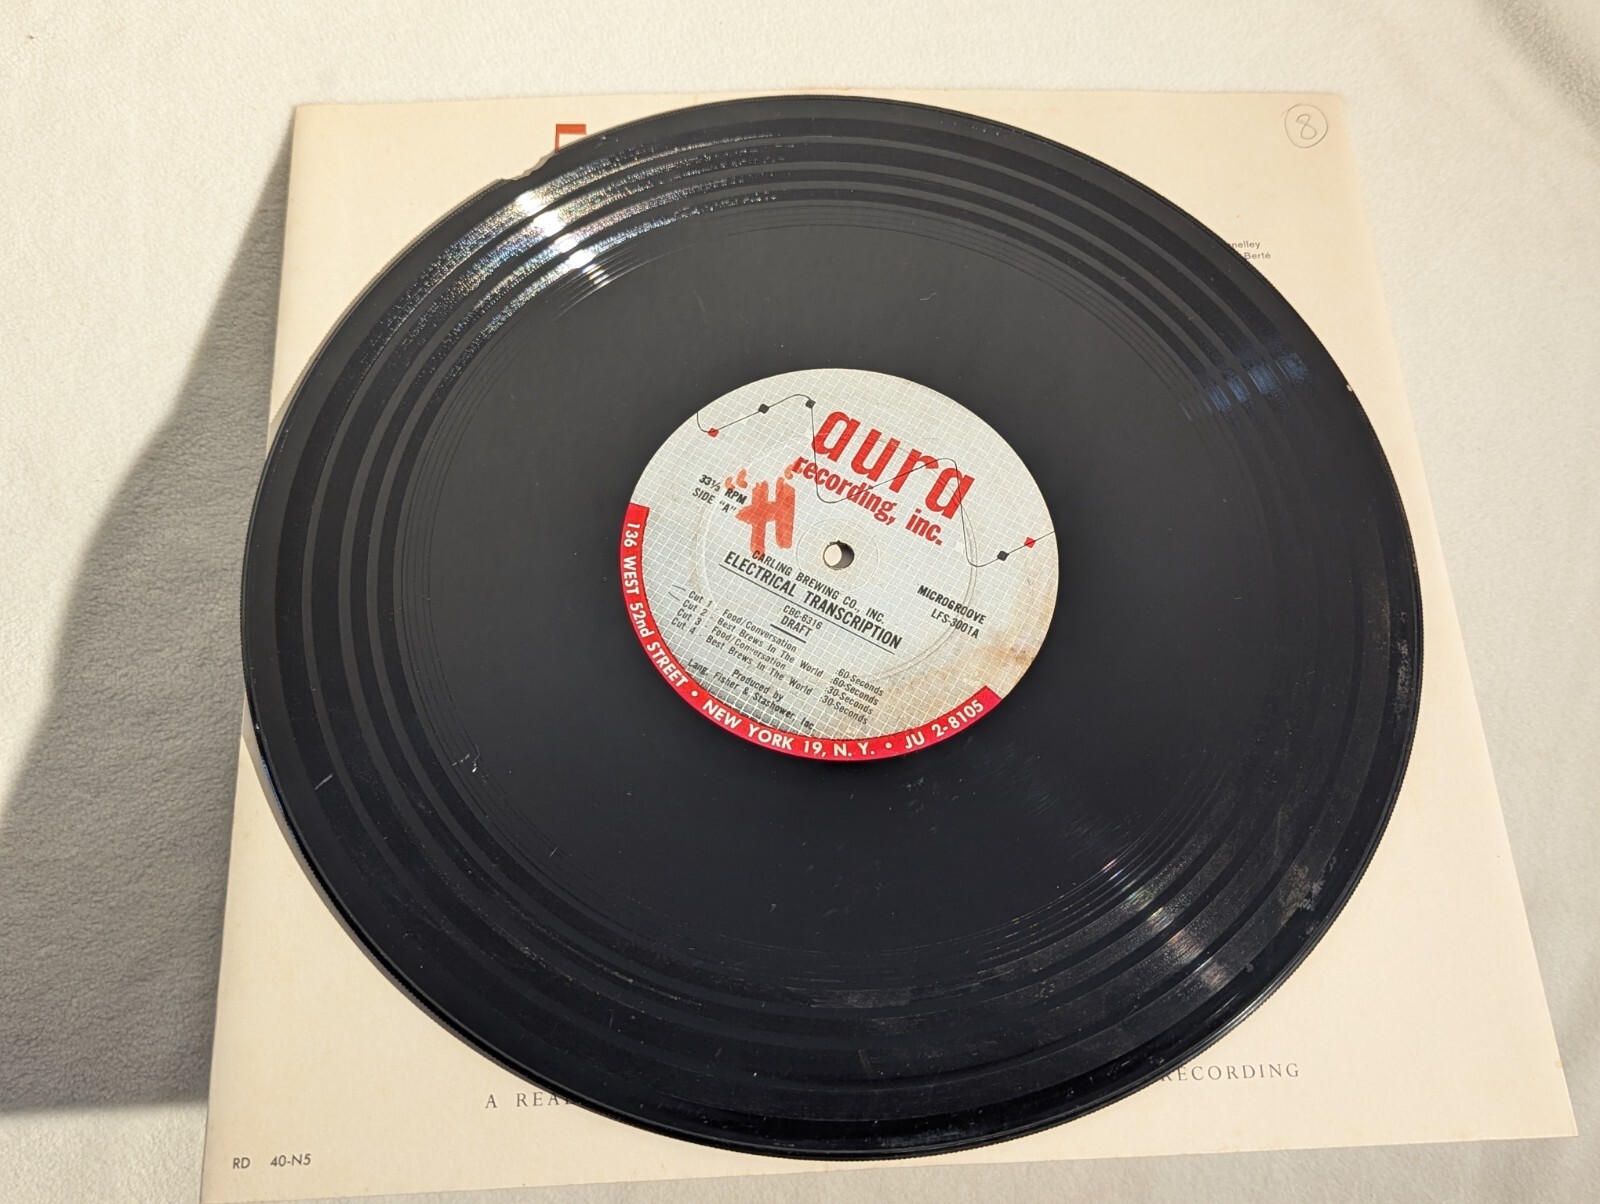 8
nelley
Berté
aura
recording, inc.
33⅓ RPM
SIDE "A"
"H"
MICROGROOVE
LFS-3001A
CARLING BREWING CO., INC.
ELECTRICAL TRANSCRIPTION
CBC-6316
DRAFT
Cut 1 - Food/Conversation :60-Seconds
Cut 2 - Best Brews In The World :60-Seconds
Cut 3 - Food/Conversation :30-Seconds
Cut 4 - Best Brews In The World :30-Seconds
Produced by
Lang, Fisher & Stashower, Inc.
136 WEST 52nd STREET • NEW YORK 19, N. Y. • JU 2-8105
A REA
RECORDING
RD 40-N5